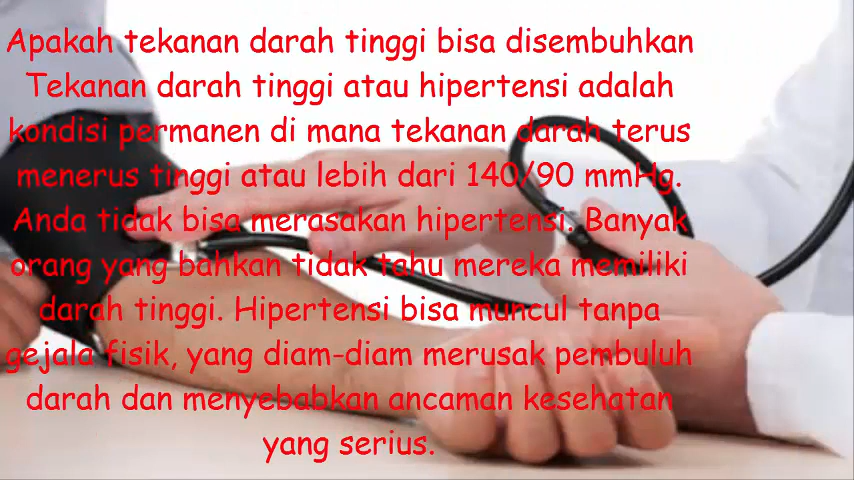 Apakah tekanan darah tinggi bisa disembuhkan
Tekanan darah tinggi atau hipertensi adalah
kondisi permanen di mana tekanan darah terus
menerus tinggi atau lebih dari 140/90 mmHg.
Anda tidak bisa merasakan hipertensi. Banyak
orang yang bahkan tidak tahu mereka memiliki
darah tinggi. Hipertensi bisa muncul tanpa
gejala fisik, yang diam-diam merusak pembuluh
darah dan menyebabkan ancaman kesehatan
yang serius.